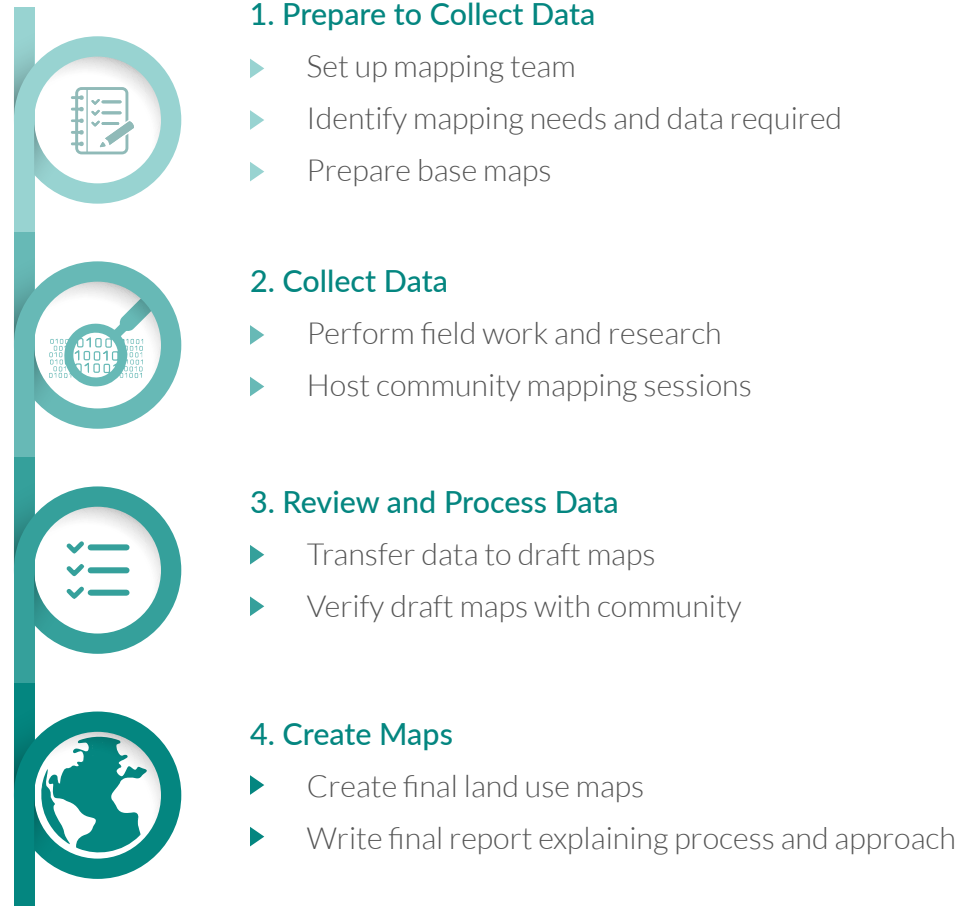 1. Prepare to Collect Data
Set up mapping team
Identify mapping needs and data required
Prepare base maps
2. Collect Data
Perform field work and research
Host community mapping sessions
3. Review and Process Data
Transfer data to draft maps
Verify draft maps with community
4. Create Maps
Create final land use maps
Write final report explaining process and approach